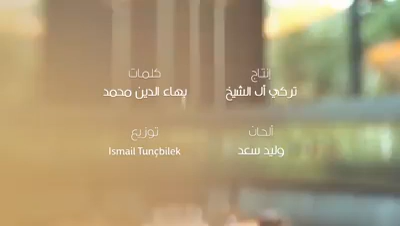 إنتاج
تركي آل الشيخ
كلمات
بهاء الدين محمد
ألحان
وليد سعد
توزيع
Ismail Tunçbilek